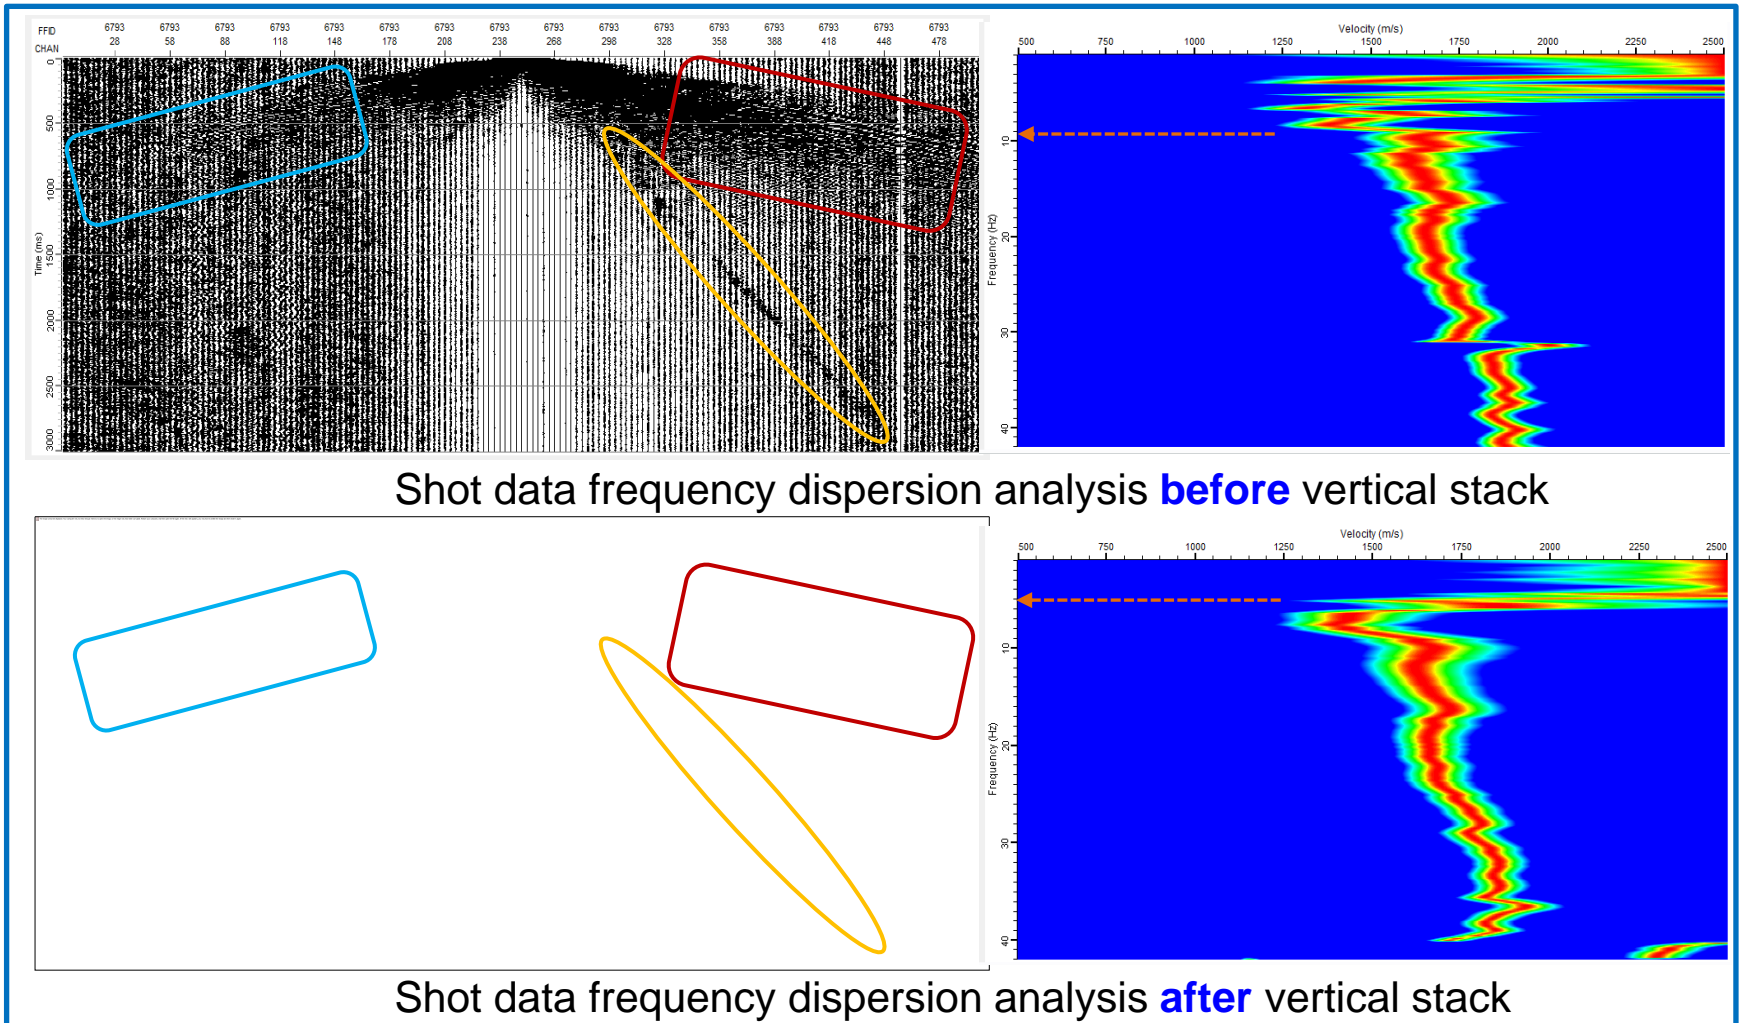 FFID 6793 6793 6793 6793 6793 6793 6793 6793 6793 6793 6793 6793 6793 6793 6793 6793
CHAN 28 58 88 118 148 178 208 238 268 298 328 358 388 418 448 478
Time (ms)
0
500
1000
1500
2000
2500
3000
Velocity (m/s)
500 750 1000 1250 1500 1750 2000 2250 2500
Frequency (Hz)
10
20
30
40
Shot data frequency dispersion analysis before vertical stack
Velocity (m/s)
500 750 1000 1250 1500 1750 2000 2250 2500
Frequency (Hz)
10
20
30
40
Shot data frequency dispersion analysis after vertical stack